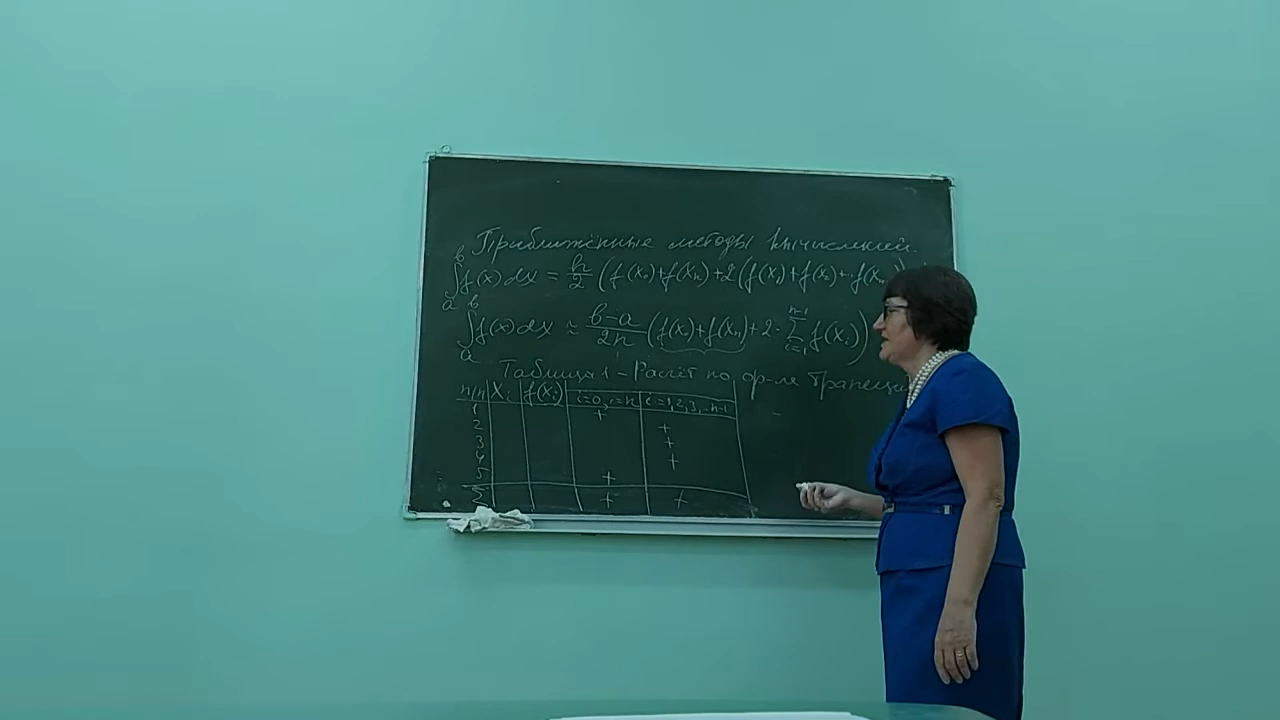 Приближённые методы вычислений.
∫ₐᵇ f(x)dx = h/2 (f(x₀)+f(xₙ)+2(f(x₁)+f(x₂)+..f(xₙ
∫ₐᵇ f(x)dx ≈ (b-a)/2n (f(x₀)+f(xₙ)+2·∑ᵢ₌₁ⁿ⁻¹ f(xᵢ))
Таблица 1 - Расчёт по ф-ле трапеции
n/n xᵢ f(xᵢ) i=0, i=n i=1,2,3,..n-1
1 +
2 +
3 +
4 +
5 +
∑ + +